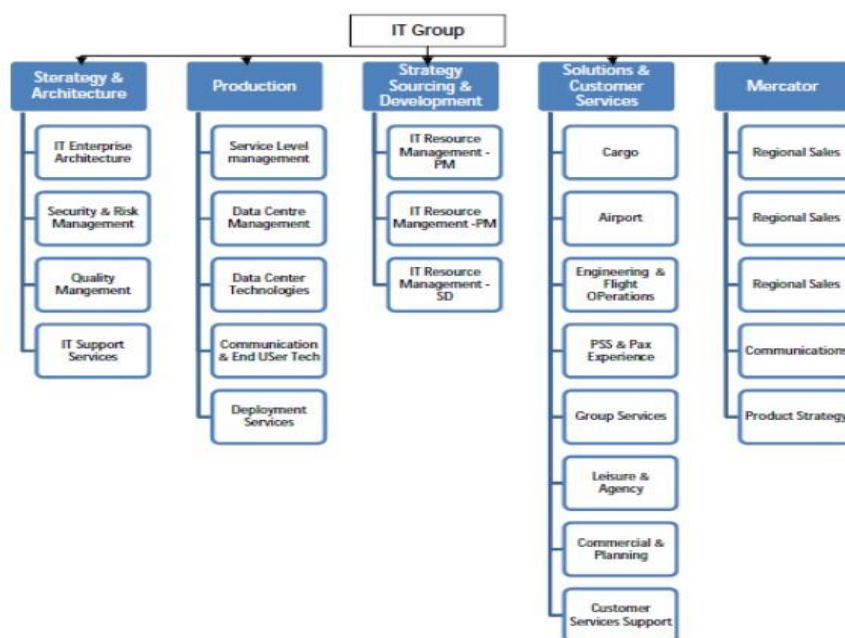 IT Group
Sterategy &
Architecture
IT Enterprise
Architecture
Security & Risk
Management
Quality
Mangement
IT Support
Services
Production
Service Level
management
Data Centre
Management
Data Center
Technologies
Communication
& End USer Tech
Deployment
Services
Strategy
Sourcing &
Development
IT Resource
Management -
PM
IT Resource
Mangement -PM
IT Resource
Management -
SD
Solutions &
Customer
Services
Cargo
Airport
Engineering &
Flight
OPerations
PSS & Pax
Experience
Group Services
Leisure &
Agency
Commercial &
Planning
Customer
Services Support
Mercator
Regional Sales
Regional Sales
Regional Sales
Communications
Product Strategy